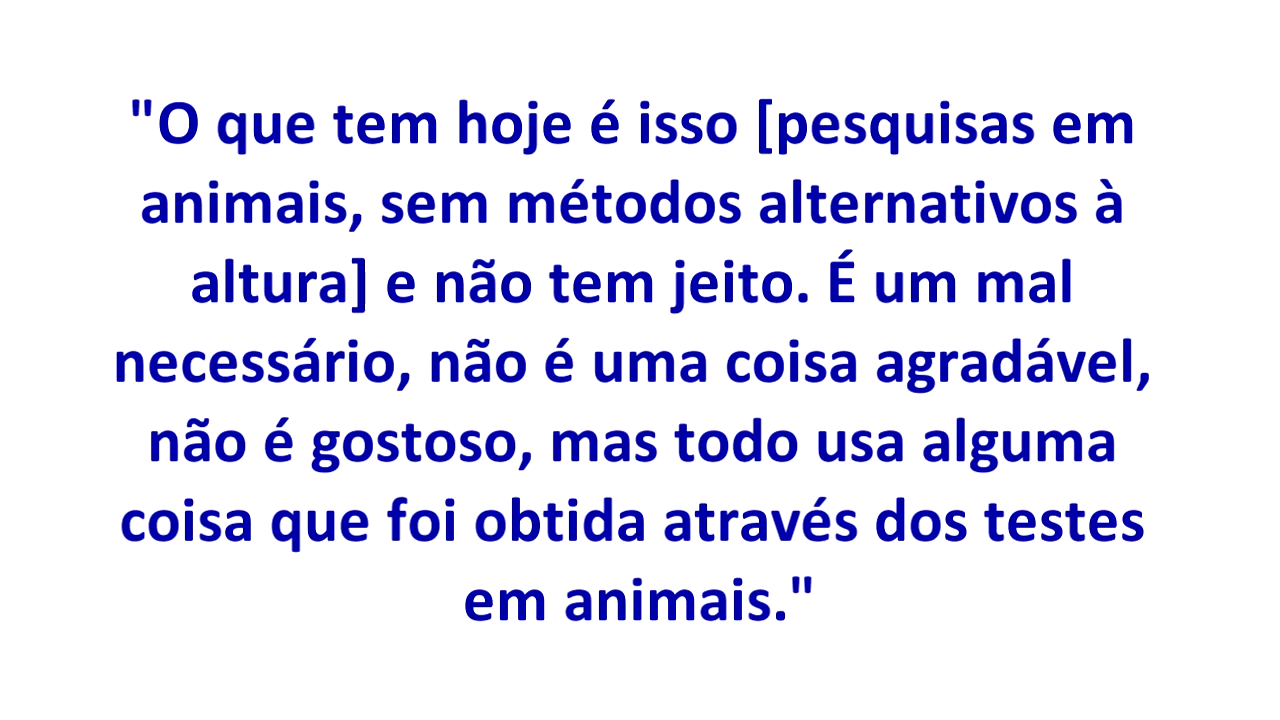 "O que tem hoje é isso [pesquisas em
animais, sem métodos alternativos à
altura] e não tem jeito. É um mal
necessário, não é uma coisa agradável,
não é gostoso, mas todo usa alguma
coisa que foi obtida através dos testes
em animais."